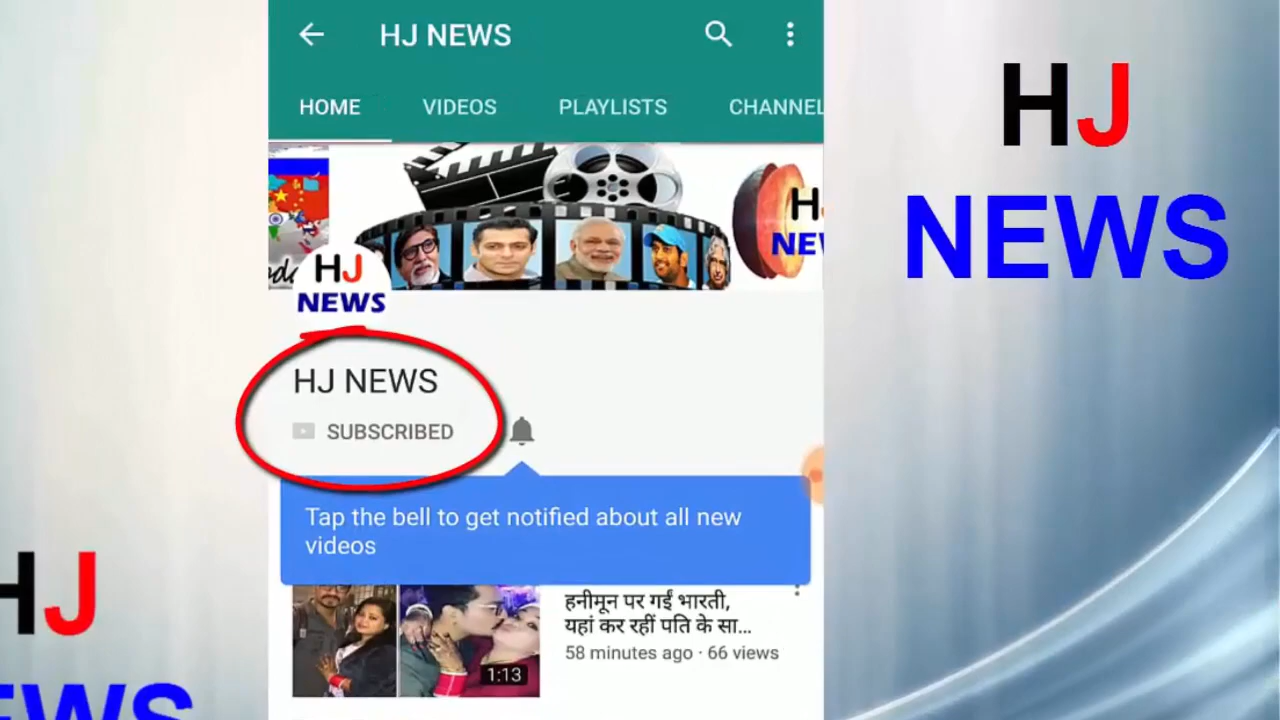 HJ NEWS
HOME VIDEOS PLAYLISTS CHANNEL
HJ
NEWS
HJ
NEWS
HJ NEWS
SUBSCRIBED
Tap the bell to get notified about all new
videos
हनीमून पर गईं भारती,
यहां कर रहीं पति के सा...
58 minutes ago · 66 views
1:13
HJ